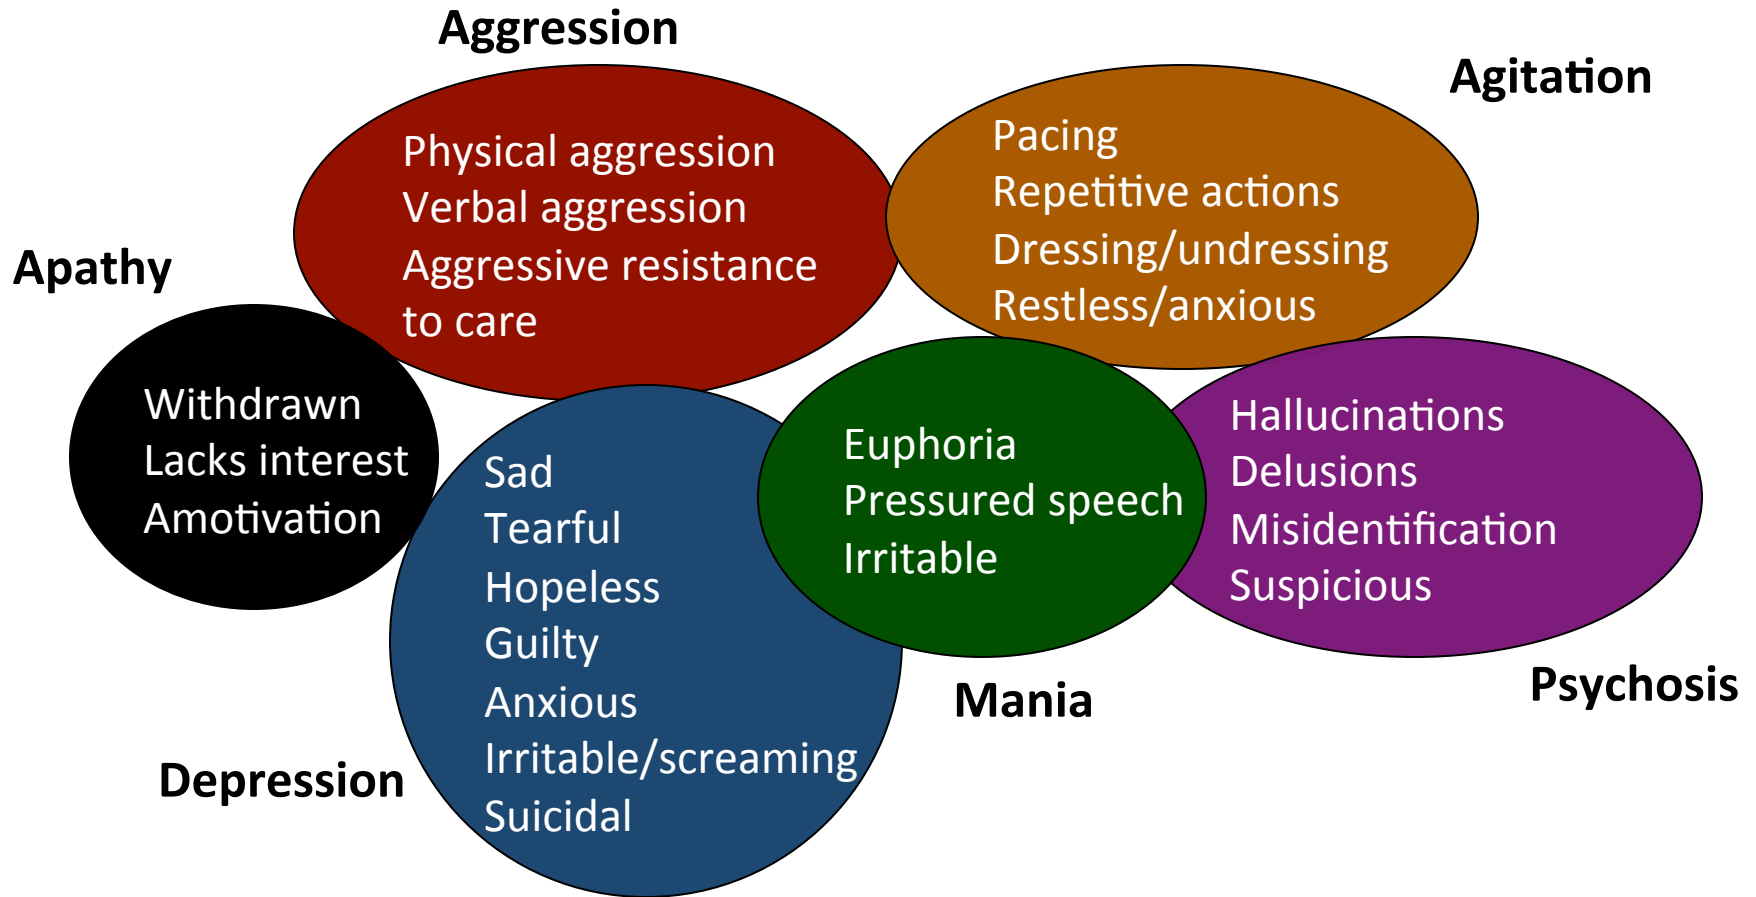 Aggression
Physical aggression
Verbal aggression
Aggressive resistance
to care
Agitation
Pacing
Repetitive actions
Dressing/undressing
Restless/anxious
Apathy
Withdrawn
Lacks interest
Amotivation
Depression
Sad
Tearful
Hopeless
Guilty
Anxious
Irritable/screaming
Suicidal
Euphoria
Pressured speech
Irritable
Mania
Hallucinations
Delusions
Misidentification
Suspicious
Psychosis